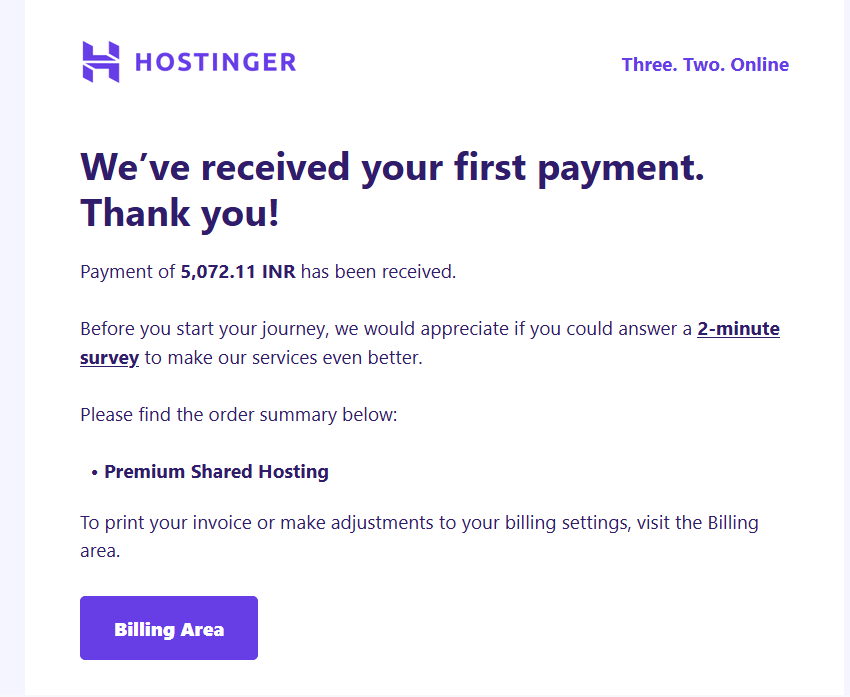 HOSTINGER
Three. Two. Online
We’ve received your first payment.
Thank you!
Payment of 5,072.11 INR has been received.
Before you start your journey, we would appreciate if you could answer a 2-minute
survey to make our services even better.
Please find the order summary below:
• Premium Shared Hosting
To print your invoice or make adjustments to your billing settings, visit the Billing
area.
Billing Area